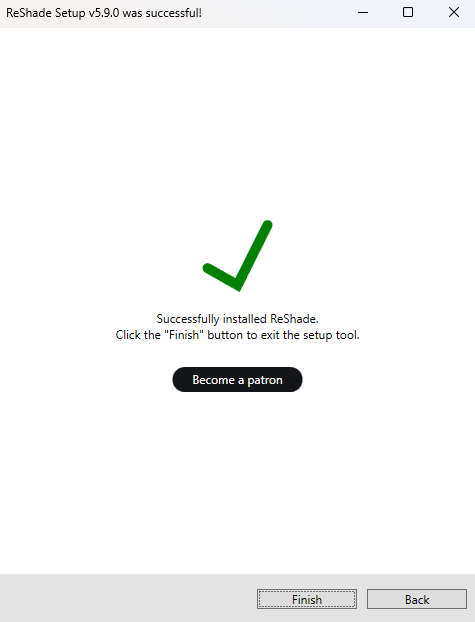 ReShade Setup v5.9.0 was successful!
Successfully installed ReShade.
Click the "Finish" button to exit the setup tool.
Become a patron
Finish
Back